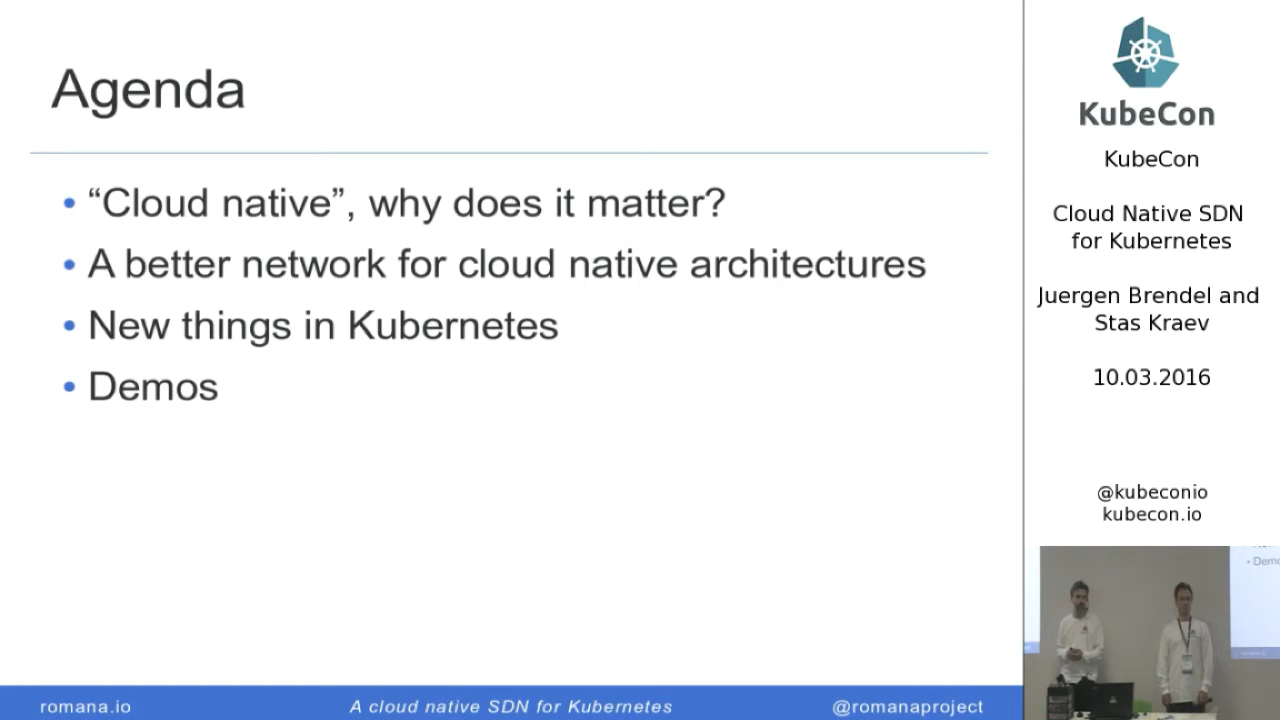 Agenda
• “Cloud native”, why does it matter?
• A better network for cloud native architectures
• New things in Kubernetes
• Demos
romana.io
A cloud native SDN for Kubernetes
@romanaproject
KubeCon
KubeCon
Cloud Native SDN
for Kubernetes
Juergen Brendel and
Stas Kraev
10.03.2016
@kubeconio
kubecon.io
• Demo